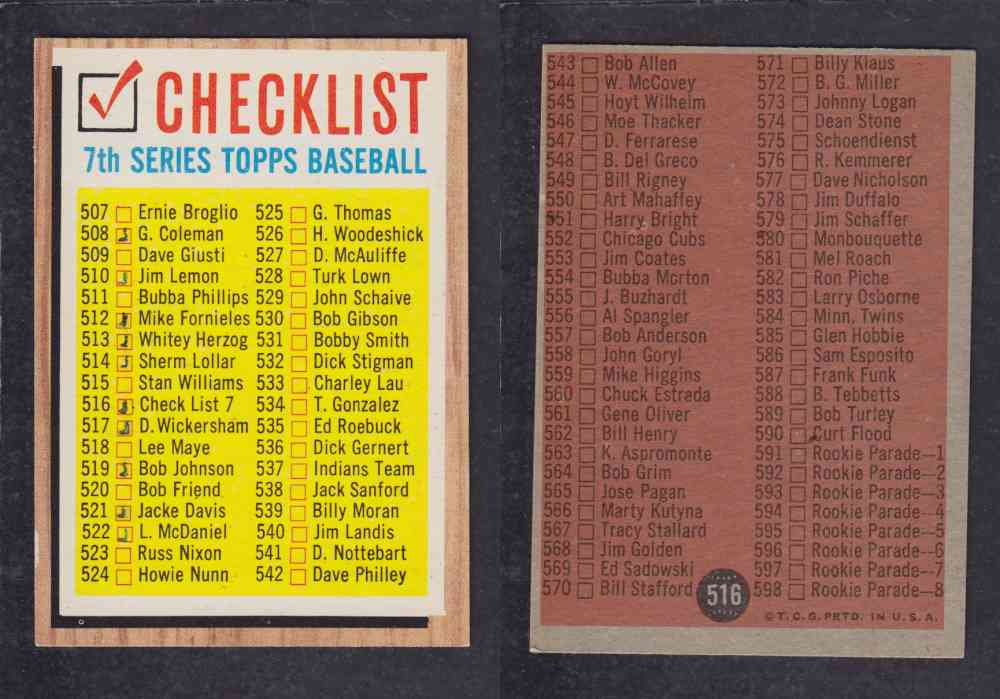 CHECKLIST
7th SERIES TOPPS BASEBALL
507 Ernie Broglio
508 G. Coleman
509 Dave Giusti
510 Jim Lemon
511 Bubba Phillips
512 Mike Fornieles
513 Whitey Herzog
514 Sherm Lollar
515 Stan Williams
516 Check List 7
517 D. Wickersham
518 Lee Maye
519 Bob Johnson
520 Bob Friend
521 Jacke Davis
522 L. McDaniel
523 Russ Nixon
524 Howie Nunn
525 G. Thomas
526 H. Woodeshick
527 D. McAuliffe
528 Turk Lown
529 John Schaive
530 Bob Gibson
531 Bobby Smith
532 Dick Stigman
533 Charley Lau
534 T. Gonzalez
535 Ed Roebuck
536 Dick Gernert
537 Indians Team
538 Jack Sanford
539 Billy Moran
540 Jim Landis
541 D. Nottebart
542 Dave Philley
543 Bob Allen
544 W. McCovey
545 Hoyt Wilhelm
546 Moe Thacker
547 D. Ferrarese
548 B. Del Greco
549 Bill Rigney
550 Art Mahaffey
551 Harry Bright
552 Chicago Cubs
553 Jim Coates
554 Bubba Morton
555 J. Buzhardt
556 Al Spangler
557 Bob Anderson
558 John Goryl
559 Mike Higgins
560 Chuck Estrada
561 Gene Oliver
562 Bill Henry
563 K. Aspromonte
564 Bob Grim
565 Jose Pagan
566 Marty Kutyna
567 Tracy Stallard
568 Jim Golden
569 Ed Sadowski
570 Bill Stafford
571 Billy Klaus
572 B. G. Miller
573 Johnny Logan
574 Dean Stone
575 Schoendienst
576 R. Kemmerer
577 Dave Nicholson
578 Jim Duffalo
579 Jim Schaffer
580 Monbouquette
581 Mel Roach
582 Ron Piche
583 Larry Osborne
584 Minn, Twins
585 Glen Hobbie
586 Sam Esposito
587 Frank Funk
588 B. Tebbetts
589 Bob Turley
590 Curt Flood
591 Rookie Parade—1
592 Rookie Parade—2
593 Rookie Parade—3
594 Rookie Parade—4
595 Rookie Parade—5
596 Rookie Parade—6
597 Rookie Parade—7
598 Rookie Parade—8
516
© T. C. G. PRTD. IN U. S. A.